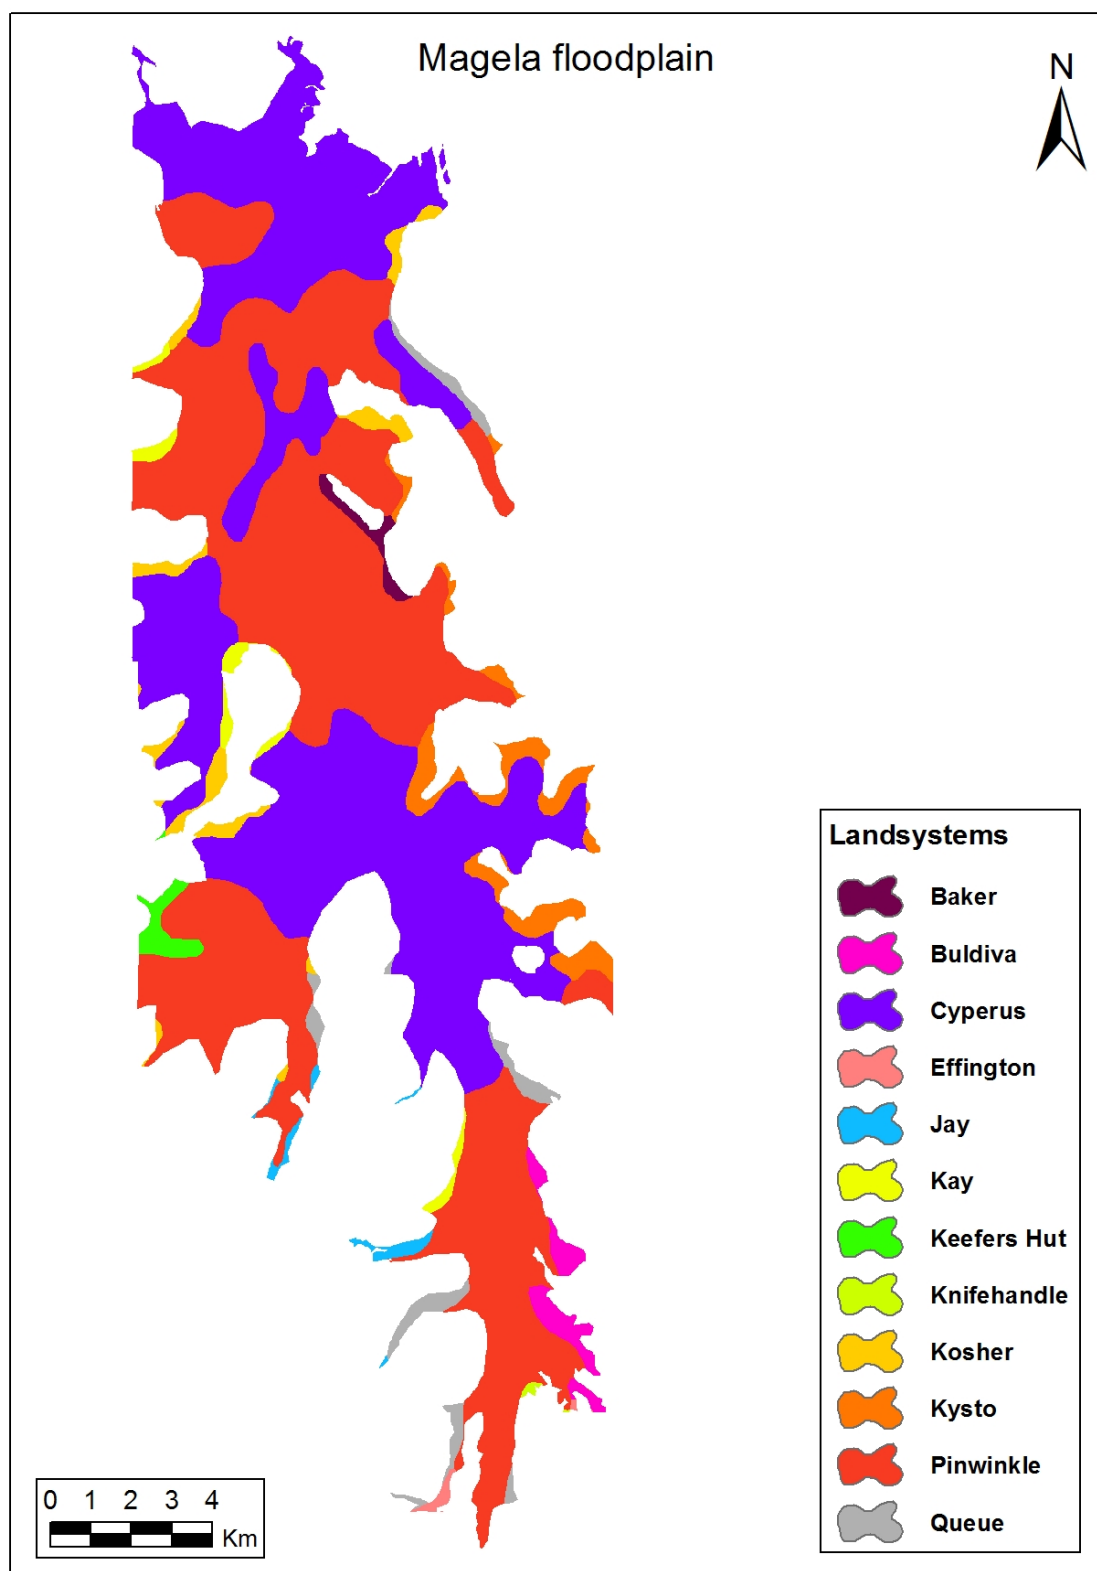 Magela floodplain
N
Landsystems
Baker
Buldiva
Cyperus
Effington
Jay
Kay
Keefers Hut
Knifehandle
Kosher
Kysto
Pinwinkle
Queue
0 1 2 3 4
Km